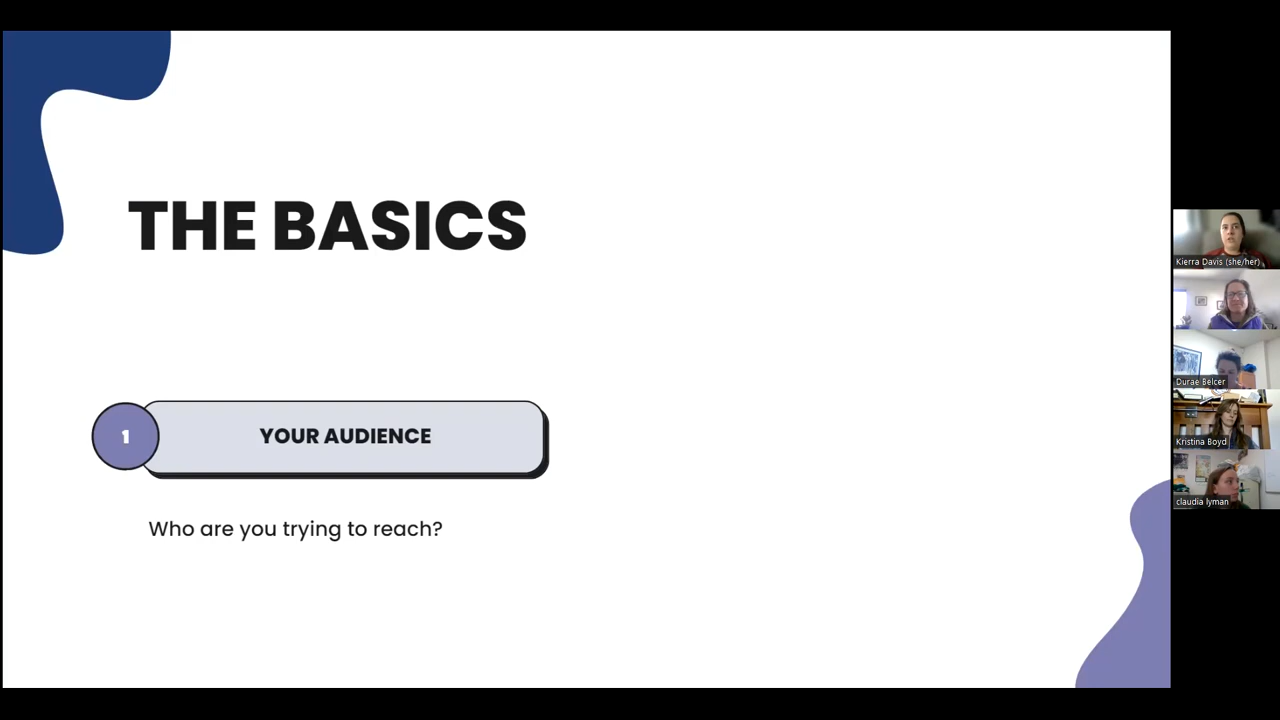 THE BASICS
1
YOUR AUDIENCE
Who are you trying to reach?
Kierra Davis (she/her)
Durae Belcer
Kristina Boyd
claudia lyman